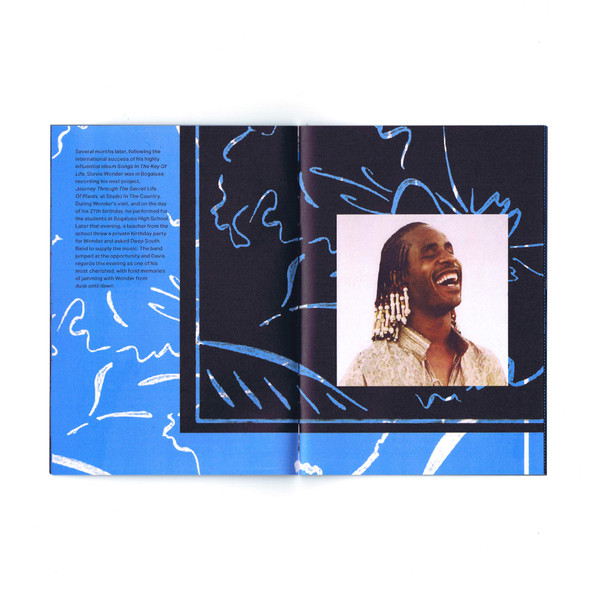 Several months later, following the
international success of his highly
influential album Songs In The Key Of
Life, Stevie Wonder was in Bogalusa
recording his next project,
Journey Through The Secret Life
Of Plants, at Studio In The Country.
During Wonder's visit, and on the day
of his 27th birthday, he performed for
the students at Bogalusa High School.
Later that evening, a teacher from the
school threw a private birthday party
for Wonder and asked Deep South
Band to supply the music. The band
jumped at the opportunity and Davis
regards the evening as one of his
most cherished, with fond memories
of jamming with Wonder from
dusk until dawn.